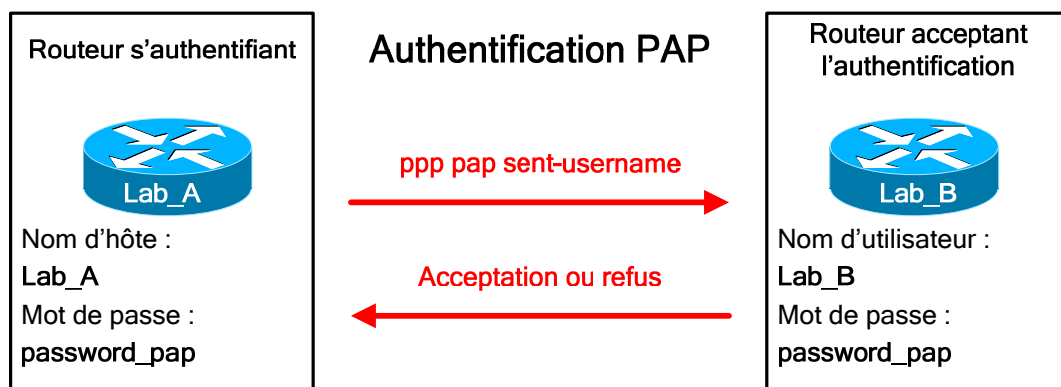 Routeur s'authentifiant
Lab_A
Nom d'hôte :
Lab_A
Mot de passe :
password_pap
Authentification PAP
ppp pap sent-username
Acceptation ou refus
Routeur acceptant
l'authentification
Lab_B
Nom d'utilisateur :
Lab_B
Mot de passe :
password_pap